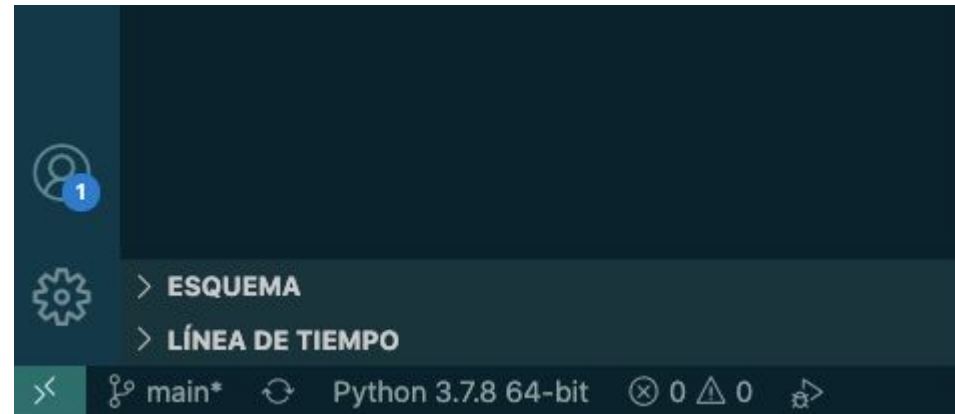 1
ESQUEMA
LÍNEA DE TIEMPO
main* Python 3.7.8 64-bit 0 0